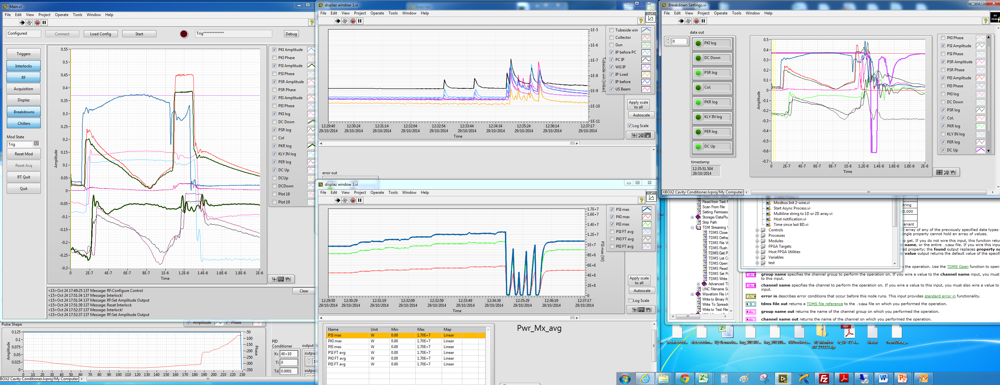 Main.vi
File Edit View Project Operate Tools Window Help
Configured Connect Load Config Start Trig************* Debug
Triggers
Interlocks
RF
Acquisition
Displaz
Breakdowns
Chillers
Mod State
Trig
Reset Mod
Reset Acq
RT Quit
Quit
Amplitude
0.55
0.5
0.45
0.4
0.35
0.3
0.25
0.2
0.15
0.1
0.05
0
-0.05
-0.1
-0.15
-0.2
-0.25
-0.3
0 2E-7 4E-7 6E-7 8E-7 1E-6 1.2E-6 1.4E-6 1.6E-6 1.8E-6 2E-6
Time
PKI Amplitude
PKI Phase
PSI Amplitude
PSI Phase
PSR Amplitude
PSR Phase
PEI Amplitude
PEI Phase
PKI log
DC Down
PSR log
Col
PKR log
KLY IN log
PER log
DC Up
DCUp
DCDown
Plot 18
Plot 19
<15>Oct 24 17:49:25 137 Message: RF:Configure Control
<15>Oct 24 17:51:34 137 Message: Interlock!
<15>Oct 24 17:51:34 137 Message: RF:Set Amplitude Output
<15>Oct 24 17:51:39 137 Message: Reset Interlock
<15>Oct 24 17:52:37 137 Message: Interlock!
<15>Oct 24 17:52:37 137 Message: RF:Set Amplitude Output
Clear
Pulse Shape
Amplitude Phase
Amplitude
0.125
0.1
0.075
0.05
0.025
0
-50
-100
-150
-200
-250
-300
-350
Phase
0 10 20 30 40 50 60 70 80 90 100 110 120 130 140 150 160 170 180 190 200 210 220 230
PID
Conditioner
Kc 4E+10
Ti 0
Td 0.0001
output
output
BOX2 Cavity Conditioner.lvproj/My Computer
displaz window 1.vi
File Edit View Project Operate Tools Window Help
DISPLAZ
1E-5
1E-6
1E-7
1E-8
1E-9
1E-10
1E-11
Tubeside win [mbar]
12:29:40 12:30:24 12:31:14 12:32:04 12:32:54 12:33:44 12:34:34 12:35:24 12:36:14 12:37:17
29/10/2014 29/10/2014 29/10/2014 29/10/2014 29/10/2014 29/10/2014 29/10/2014 29/10/2014 29/10/2014 29/10/2014
Time
Tubeside win
Collector
Gun
IP before PC
PC IP
WG IP
IP Load
IP before
US Beam
Apply scale
to all
Autoscale
Log Scale
error out
displaz window 3.vi
File Edit View Project Operate Tools Window Help
DISPLAZ
1.7E+7
1.6E+7
1.4E+7
1.2E+7
1E+7
8E+6
6E+6
4E+6
2E+6
0
PSI max [W]
12:29:50 12:30:29 12:31:19 12:32:09 12:32:59 12:33:49 12:34:39 12:35:29 12:36:19 12:37:17
29/10/2014 29/10/2014 29/10/2014 29/10/2014 29/10/2014 29/10/2014 29/10/2014 29/10/2014 29/10/2014 29/10/2014
Time
PSI max
PKI max
PEI max
PSI FT avg
PKI FT avg
PEI FT avg
Apply scale
to all
Autoscale
Log Scale
Name Unit Min Max Map
PSI max W 0.00 1.70E+7 Linear
PKI max W 0.00 1.70E+7 Linear
PEI max W 0.00 1.70E+7 Linear
PSI FT avg W 0.00 1.70E+7 Linear
PKI FT avg W 0.00 1.70E+7 Linear
PEI FT avg W 0.00 1.70E+7 Linear
Pwr_Mx_avg
Breakdown Settings.vi
File Edit View Project Operate Tools Window Help
BD
READ
data out
0
PKI log
DC Down
PSR log
Col.
PKR log
KLY IN log
PER log
DC Up
timestamp
12:35:51.504
29/10/2014
Amplitude
0.5
0.4
0.3
0.2
0.1
0
-0.1
-0.2
-0.3
-0.4
-0.5
-0.6
-0.7
0 2E-7 4E-7 6E-7 8E-7 1E-6 1.2E-6 1.4E-6 1.6E-6 1.8E-6 2E-6
Time
PKI Phase
PSI Amplitude
PSI Phase
PSR Amplitude
PSR Phase
PEI Amplitude
PEI Phase
PKI log
DC Down
PSR log
Col.
PKR log
KLY IN log
PER log
DC Up
XBOX2 Cavity Conditioner.lvproj/My Computer
Read from Text F
Scan From File
Setting Permissio
Storage/DataPlu
Strip Path
TDM Streaming V
TDMS Close
TDMS Defrag
TDMS File Vi
TDMS Flush
TDMS Get P
TDMS List Co
TDMS Open
TDMS Read
TDMS Set Pr
TDMS Write
Advanced TI
UNC Filename Su
Waveform File I/
Write to Binary Fi
Write To Spreads
Write to Text File
Modbus Init 2-wire.vi
Start Async Process.vi
Multiline string to 1D or 2D array.vi
Host notification.vi
Time since last BD.vi
Controls
Processes
Modules
FPGA Targets
Host FPGA Utilities
Variables
test
tring
0.000
ariant
D array of any of the previously specified data types
ngle property cannot hold an array of values.
to get. If you do not wire this input, this function retur
name, or the entire .tdms file. If you wire this inpu
d property; the found output replaces property na
value output returns the default value of the specifi
the operation. Use the TDMS Open function to open
group name specifies the channel group to perform the operation on. If you wire a value to the channel name input, you must
to this input.
channel name specifies the channel to perform the operation on. If you wire a value to this input, you must also wire a value to
input.
error in describes error conditions that occur before this node runs. This input provides standard error in functionality.
tdms file out returns a TDMS file reference to the .tdms file on which you performed the operation.
group name out returns the name of the channel group on which you performed the operation.
channel name out returns the name of the channel on which you performed the operation.
betatest.td... dctest.tdm... IQ-Demodu... log_201307... log_201310... NIProducts... RF Monitor RT 221112.zip tr_GF-T2-4... bla.txt TrendData_...